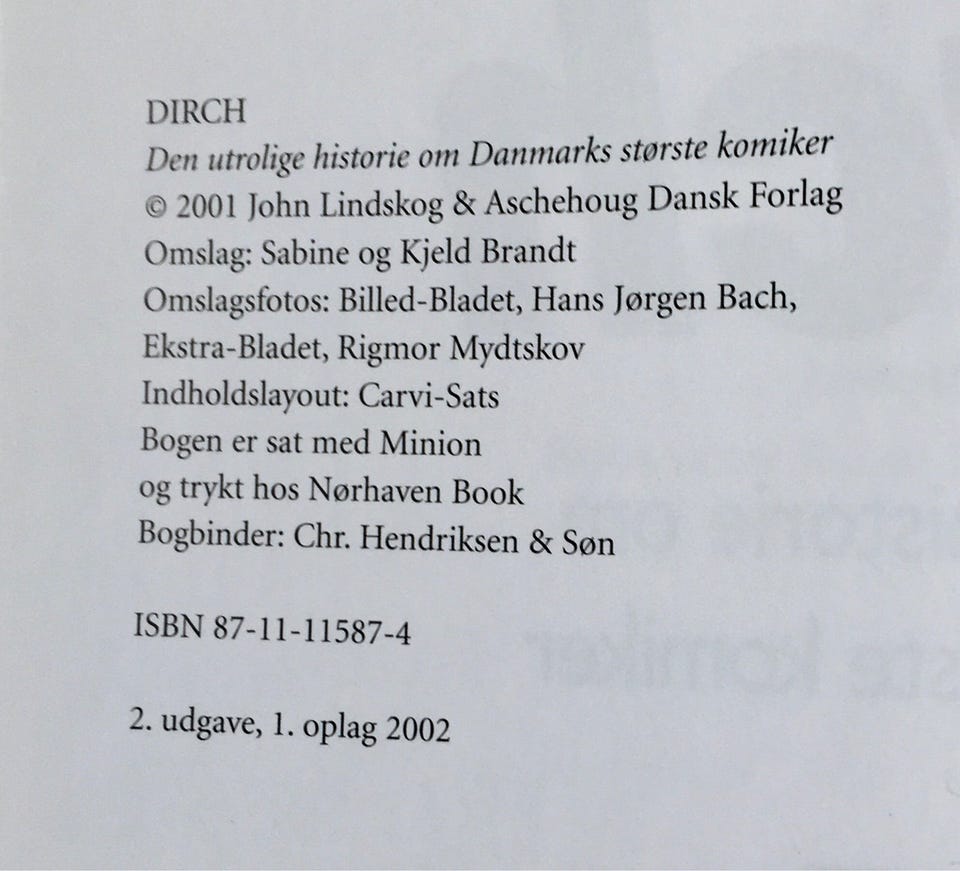 DIRCH
Den utrolige historie om Danmarks største komiker
© 2001 John Lindskog & Aschehoug Dansk Forlag
Omslag: Sabine og Kjeld Brandt
Omslagsfotos: Billed-Bladet, Hans Jørgen Bach,
Ekstra-Bladet, Rigmor Mydtskov
Indholdslayout: Carvi-Sats
Bogen er sat med Minion
og trykt hos Nørhaven Book
Bogbinder: Chr. Hendriksen & Søn
ISBN 87-11-11587-4
2. udgave, 1. oplag 2002